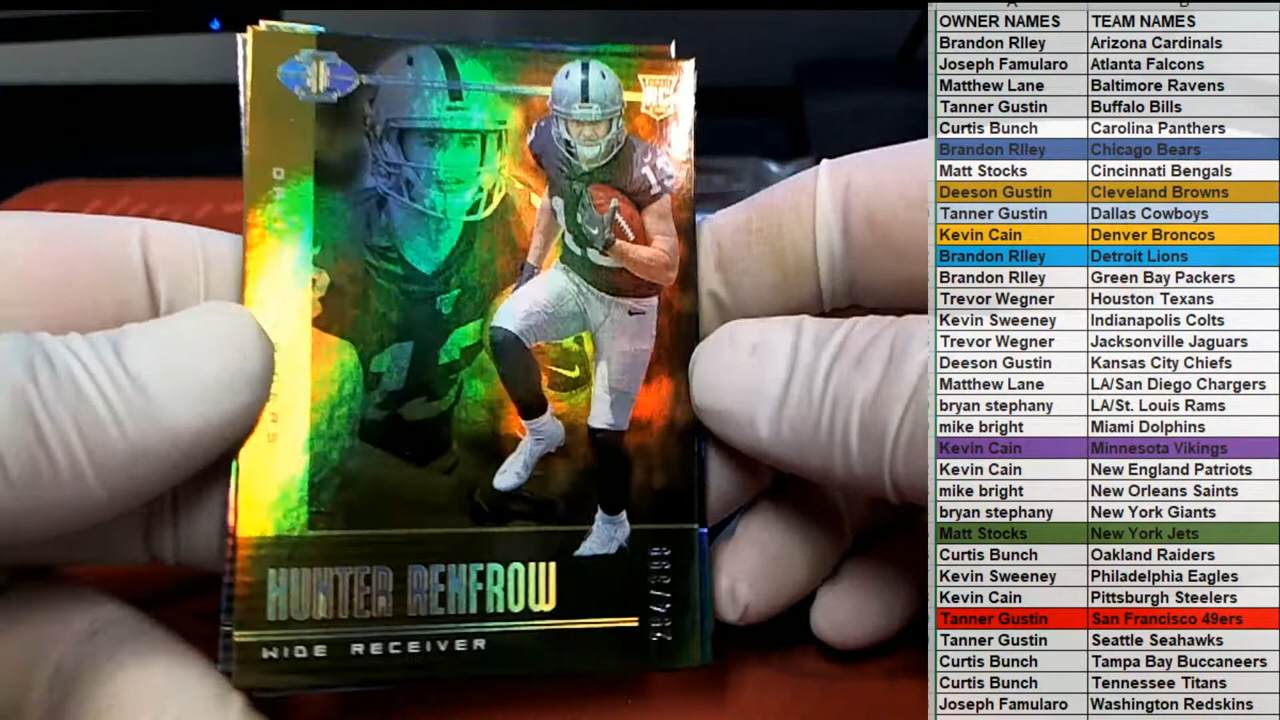 HUNTER RENFROW
WIDE RECEIVER
OWNER NAMES TEAM NAMES
Brandon RIley Arizona Cardinals
Joseph Famularo Atlanta Falcons
Matthew Lane Baltimore Ravens
Tanner Gustin Buffalo Bills
Curtis Bunch Carolina Panthers
Brandon RIley Chicago Bears
Matt Stocks Cincinnati Bengals
Deeson Gustin Cleveland Browns
Tanner Gustin Dallas Cowboys
Kevin Cain Denver Broncos
Brandon RIley Detroit Lions
Brandon RIley Green Bay Packers
Trevor Wegner Houston Texans
Kevin Sweeney Indianapolis Colts
Trevor Wegner Jacksonville Jaguars
Deeson Gustin Kansas City Chiefs
Matthew Lane LA/San Diego Chargers
bryan stephany LA/St. Louis Rams
mike bright Miami Dolphins
Kevin Cain Minnesota Vikings
Kevin Cain New England Patriots
mike bright New Orleans Saints
bryan stephany New York Giants
Matt Stocks New York Jets
Curtis Bunch Oakland Raiders
Kevin Sweeney Philadelphia Eagles
Kevin Cain Pittsburgh Steelers
Tanner Gustin San Francisco 49ers
Tanner Gustin Seattle Seahawks
Curtis Bunch Tampa Bay Buccaneers
Curtis Bunch Tennessee Titans
Joseph Famularo Washington Redskins